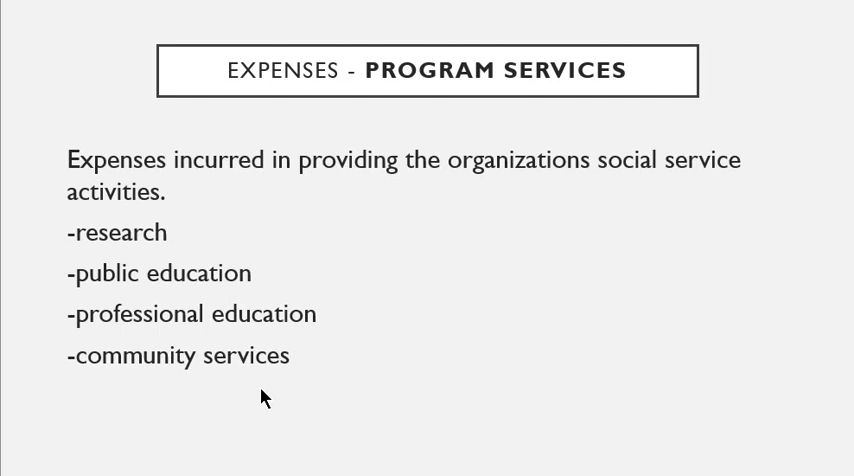 EXPENSES - PROGRAM SERVICES
Expenses incurred in providing the organizations social service
activities.
-research
-public education
-professional education
-community services